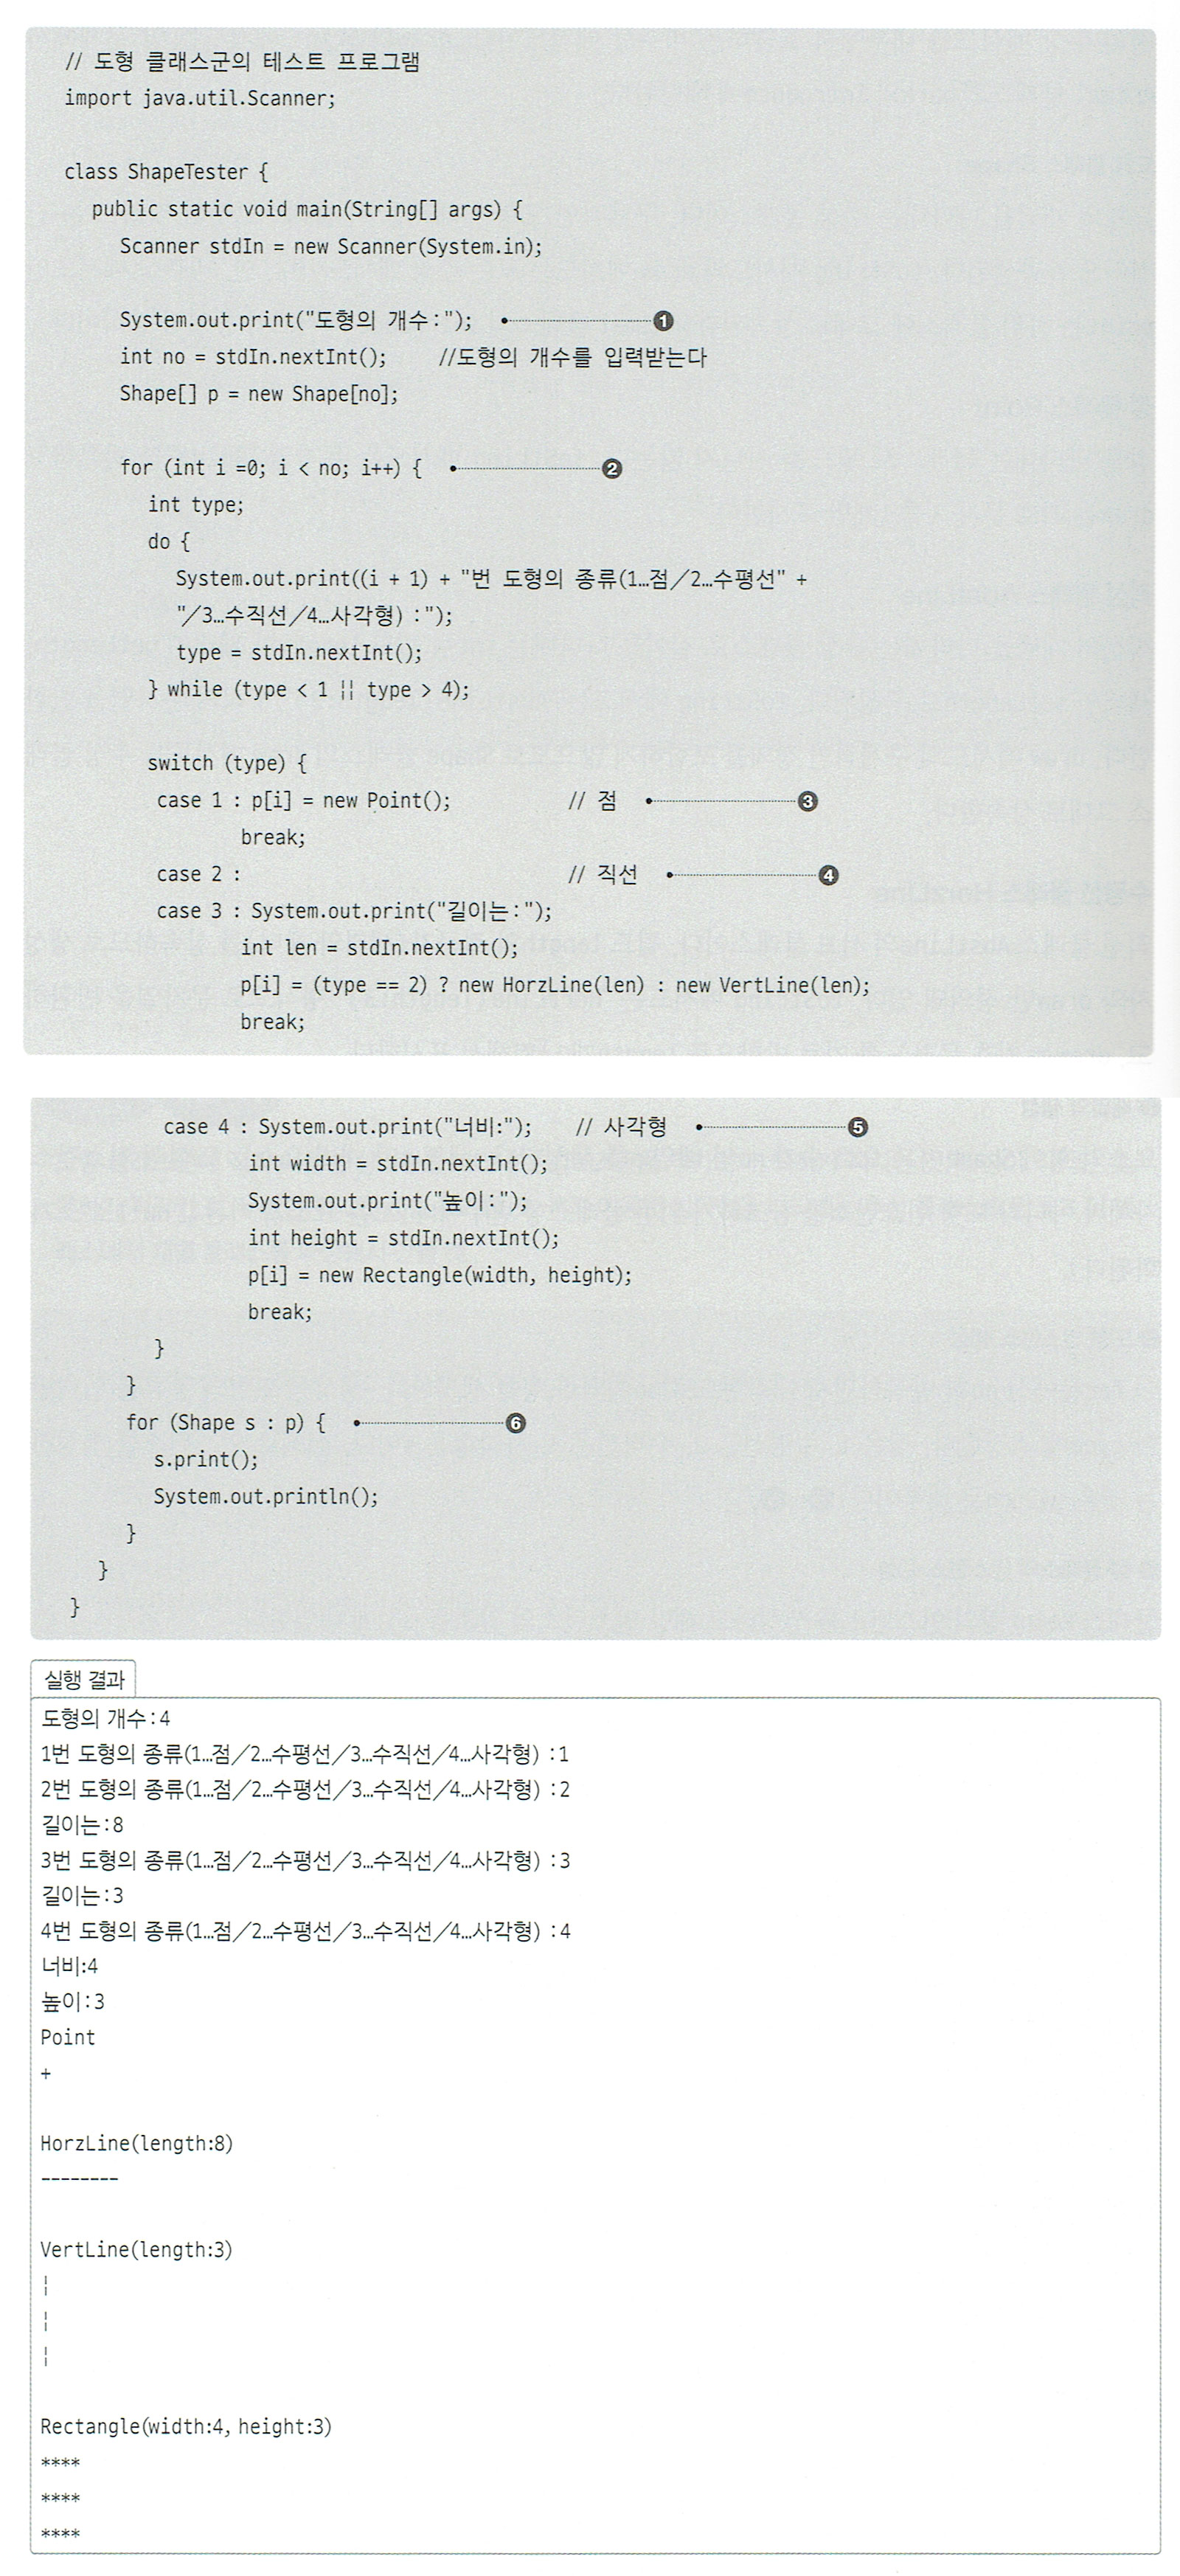 // 도형 클래스군의 테스트 프로그램
import java.util.Scanner;
class ShapeTester {
public static void main(String[] args) {
Scanner stdIn = new Scanner(System.in);
System.out.print("도형의 개수:"); ❶
int no = stdIn.nextInt(); //도형의 개수를 입력받는다
Shape[] p = new Shape[no];
for (int i =0; i < no; i++) { ❷
int type;
do {
System.out.print((i + 1) + "번 도형의 종류(1…점／2…수평선" +
"／3…수직선／4…사각형) :");
type = stdIn.nextInt();
} while (type < 1 || type > 4);
switch (type) {
case 1 : p[i] = new Point(); // 점 ❸
break;
case 2 : // 직선 ❹
case 3 : System.out.print("길이는:");
int len = stdIn.nextInt();
p[i] = (type == 2) ? new HorzLine(len) : new VertLine(len);
break;
case 4 : System.out.print("너비:"); // 사각형 ❺
int width = stdIn.nextInt();
System.out.print("높이:");
int height = stdIn.nextInt();
p[i] = new Rectangle(width, height);
break;
}
}
for (Shape s : p) { ❻
s.print();
System.out.println();
}
}
}
실행 결과
도형의 개수:4
1번 도형의 종류(1…점／2…수평선／3…수직선／4…사각형) :1
2번 도형의 종류(1…점／2…수평선／3…수직선／4…사각형) :2
길이는:8
3번 도형의 종류(1…점／2…수평선／3…수직선／4…사각형) :3
길이는:3
4번 도형의 종류(1…점／2…수평선／3…수직선／4…사각형) :4
너비:4
높이:3
Point
+
HorzLine(length:8)
--------
VertLine(length:3)
|
|
|
Rectangle(width:4, height:3)
****
****
****